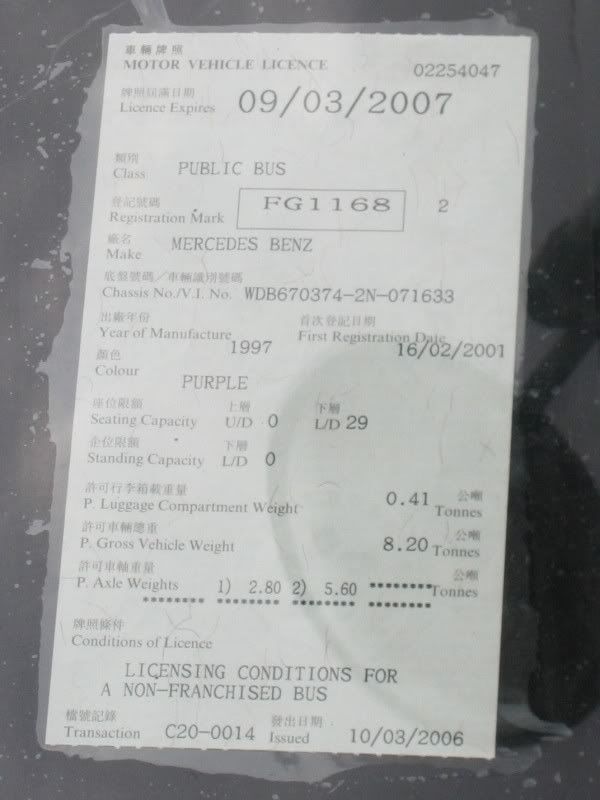 車輛牌照
MOTOR VEHICLE LICENCE 02254047
牌照屆滿日期
Licence Expires 09/03/2007
類別
Class PUBLIC BUS
登記號碼
Registration Mark FG1168 2
廠名
Make MERCEDES BENZ
底盤號碼／車輛識別號碼
Chassis No./V.I. No. WDB670374-2N-071633
出廠年份 首次登記日期
Year of Manufacture 1997 First Registration Date 16/02/2001
顏色
Colour PURPLE
座位限額 上層 下層
Seating Capacity U/D 0 L/D 29
企位限額 下層
Standing Capacity L/D 0
許可行李箱載重量 公噸
P. Luggage Compartment Weight 0.41 Tonnes
許可車輛總重 公噸
P. Gross Vehicle Weight 8.20 Tonnes
許可車軸重量 公噸
P. Axle Weights 1) 2.80 2) 5.60 ******** Tonnes
******** ******** ******** ********
牌照條件
Conditions of Licence
LICENSING CONDITIONS FOR
A NON-FRANCHISED BUS
檔號記錄 發出日期
Transaction C20-0014 Issued 10/03/2006